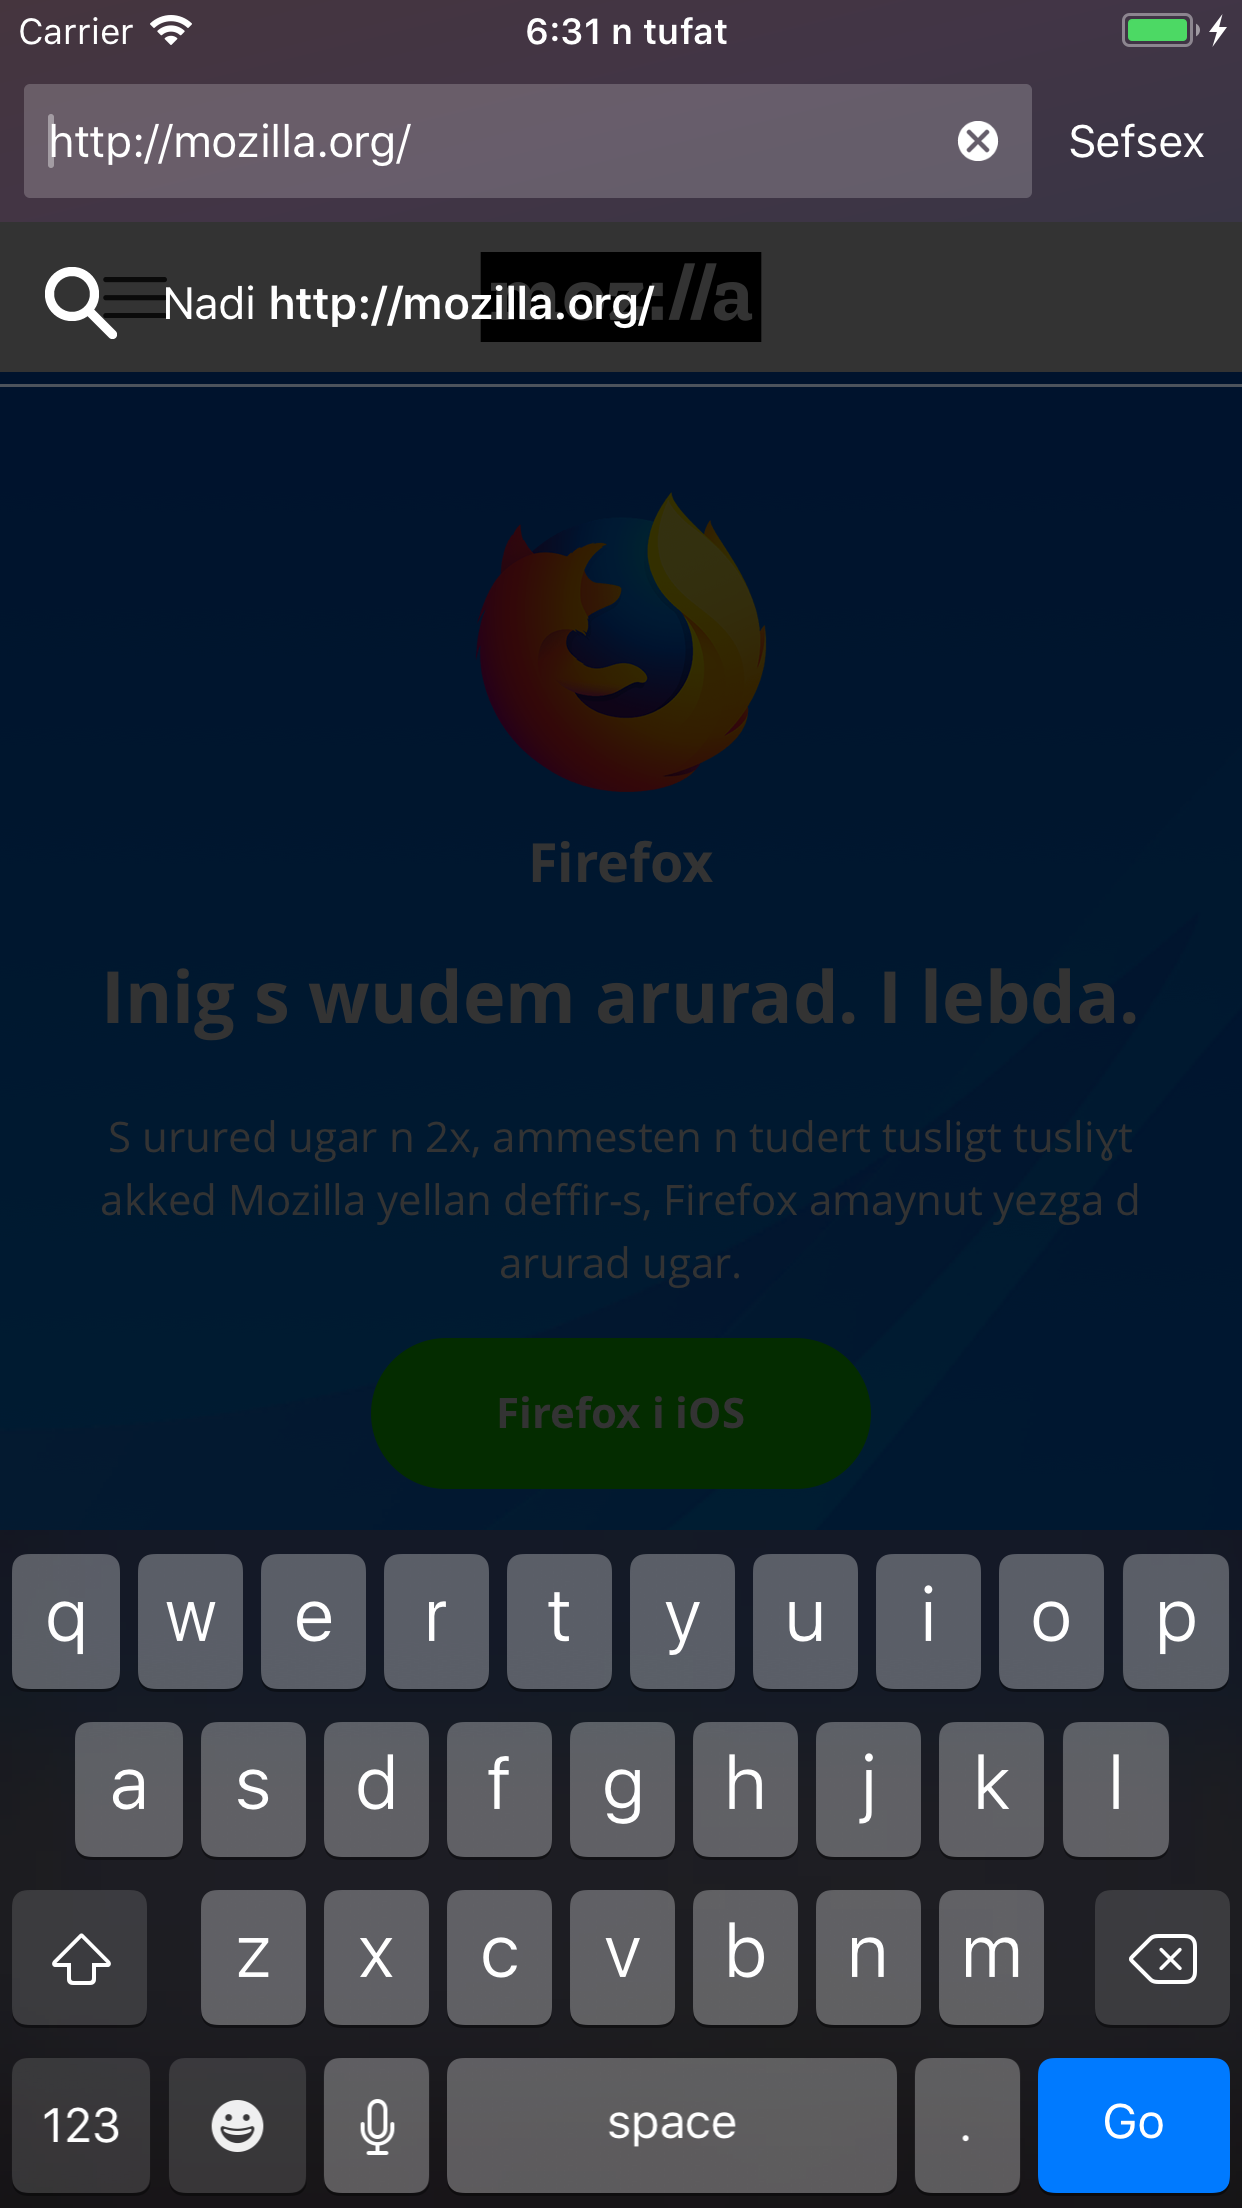 Carrier 6:31 n tufat
http://mozilla.org/ Sefsex
Nadi http://mozilla.org/
moz://a
Firefox
Inig s wudem arurad. I lebda.
S urured ugar n 2x, ammesten n tudert tusligt tusliɣt
akked Mozilla yellan deffir-s, Firefox amaynut yezga d
arurad ugar.
Firefox i iOS
q w e r t y u i o p
a s d f g h j k l
z x c v b n m
123 space . Go